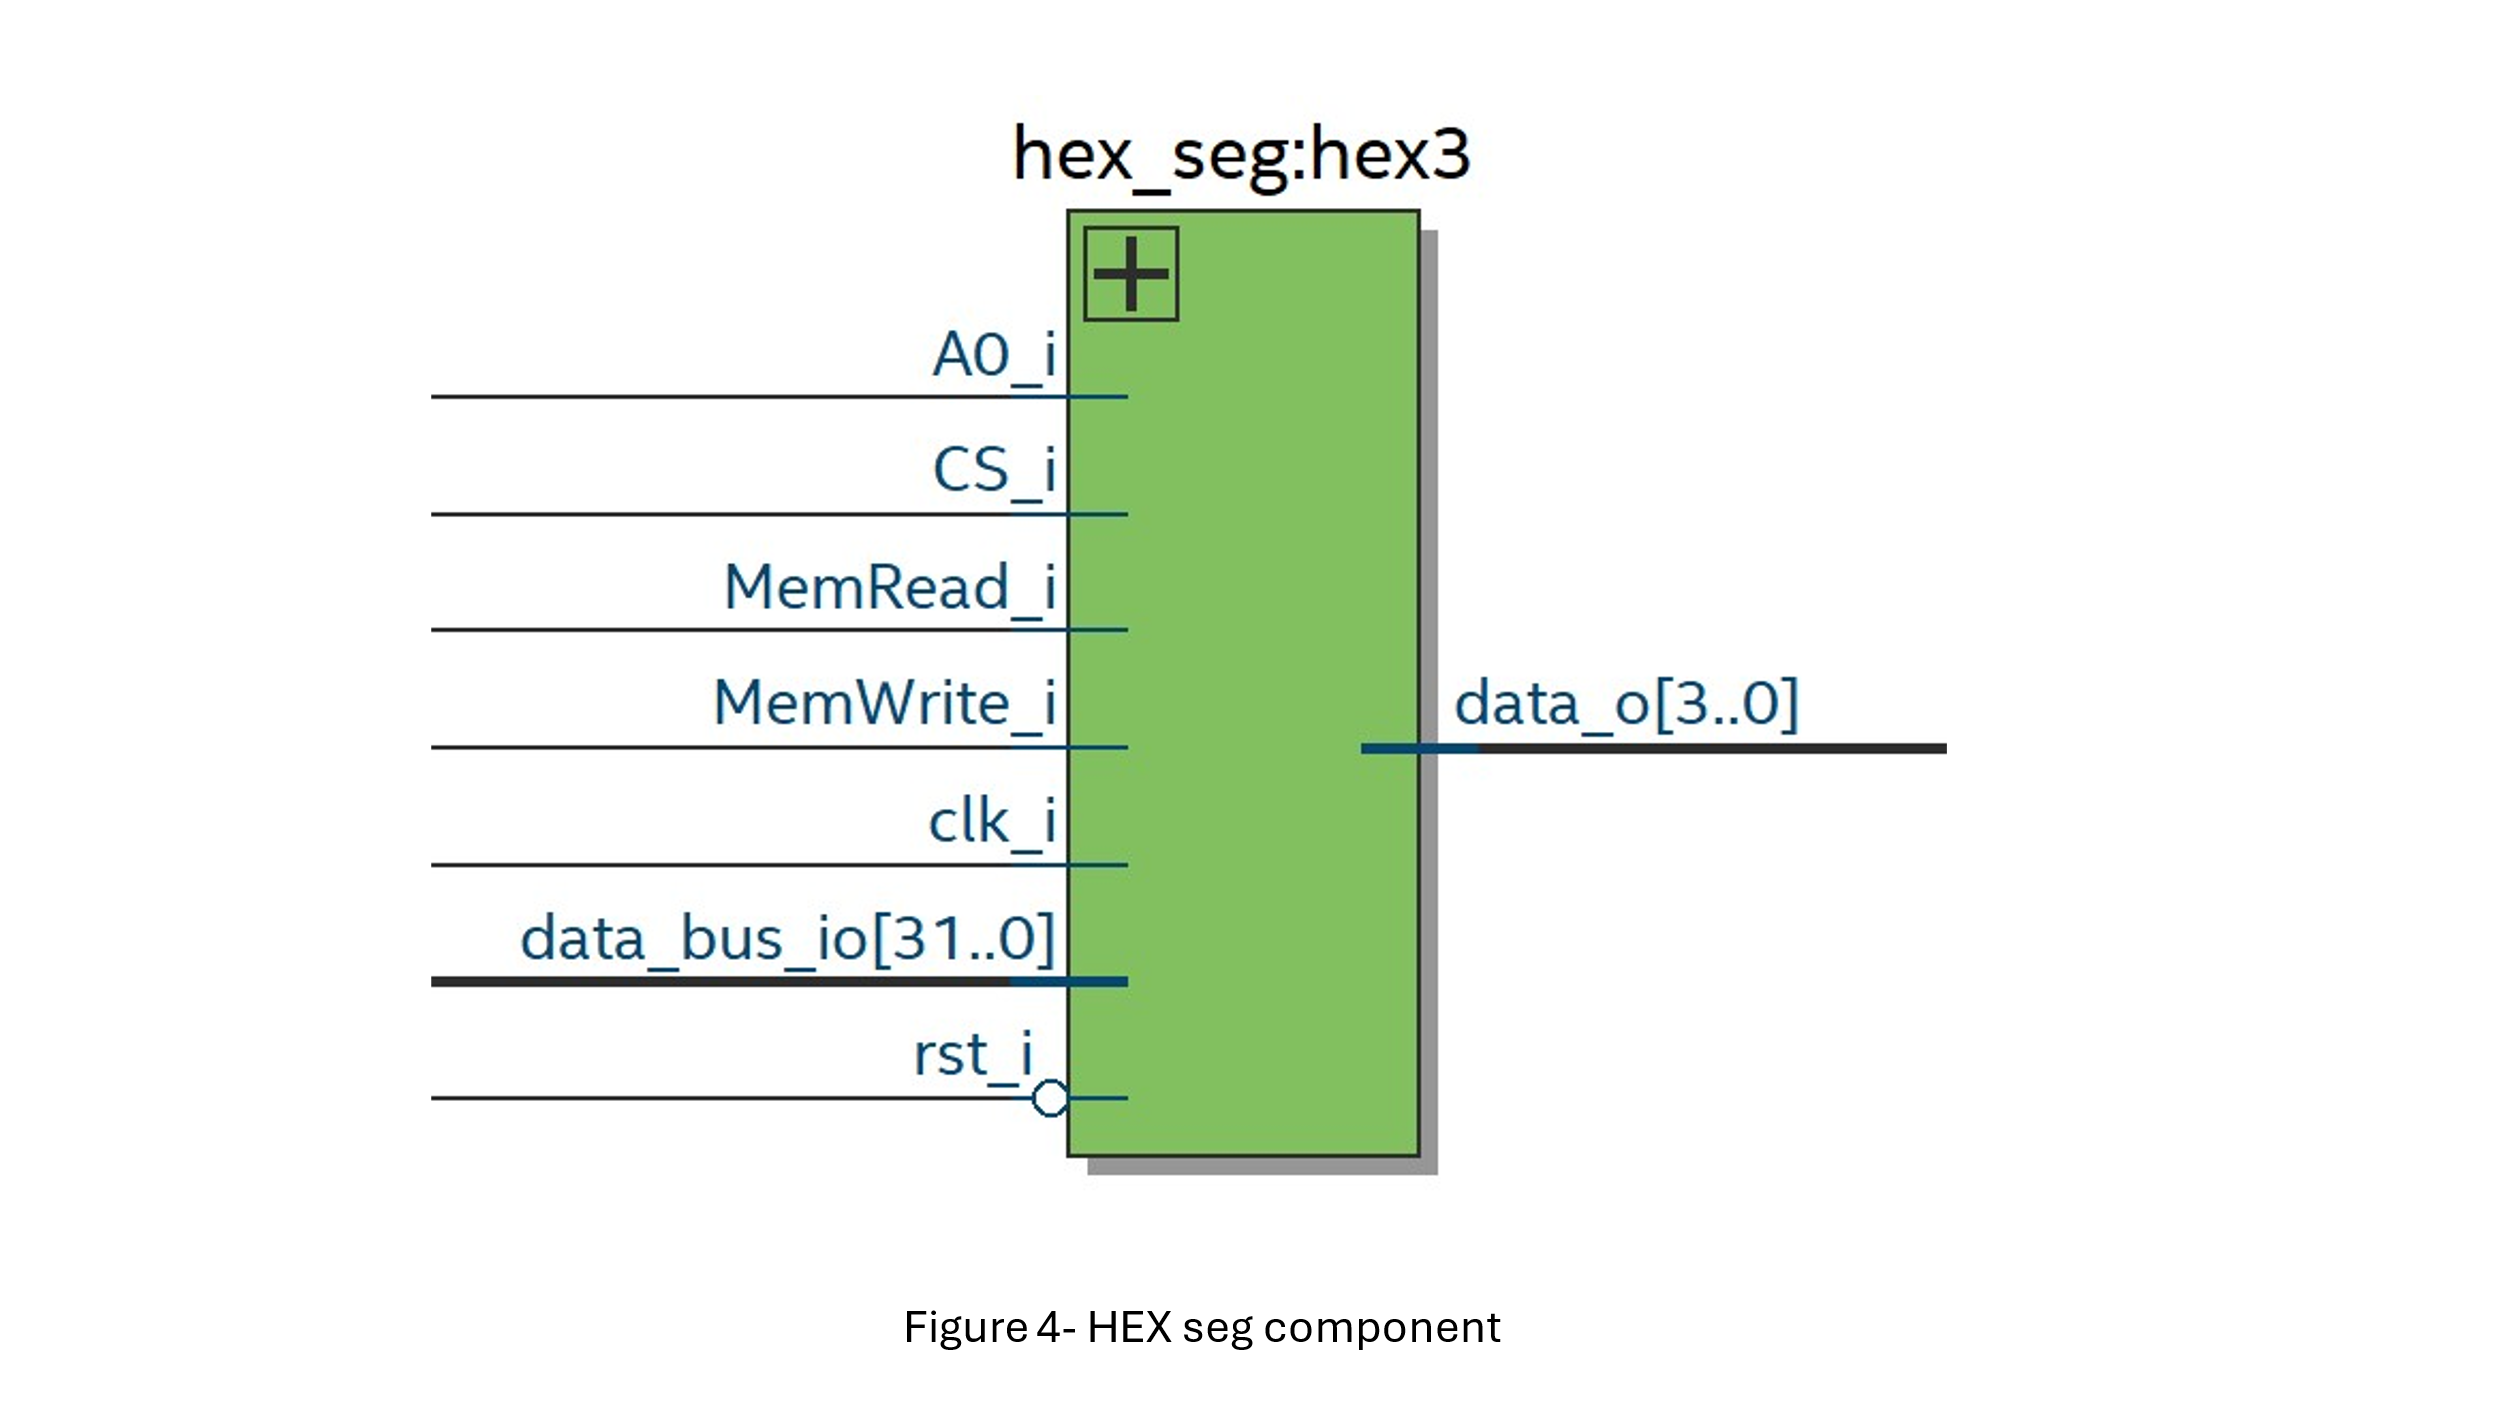 hex_seg:hex3
A0_i
CS_i
MemRead_i
MemWrite_i
data_o[3..0]
clk_i
data_bus_io[31..0]
rst_i
Figure 4- HEX seg component